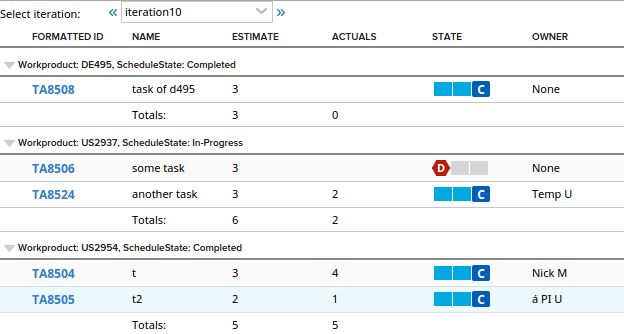 Select iteration: « iteration10 »
FORMATTED ID NAME ESTIMATE ACTUALS STATE OWNER
Workproduct: DE495, ScheduleState: Completed
TA8508 task of d495 3 C None
Totals: 3 0
Workproduct: US2937, ScheduleState: In-Progress
TA8506 some task 3 D None
TA8524 another task 3 2 C Temp U
Totals: 6 2
Workproduct: US2954, ScheduleState: Completed
TA8504 t 3 4 C Nick M
TA8505 t2 2 1 C á PI U
Totals: 5 5